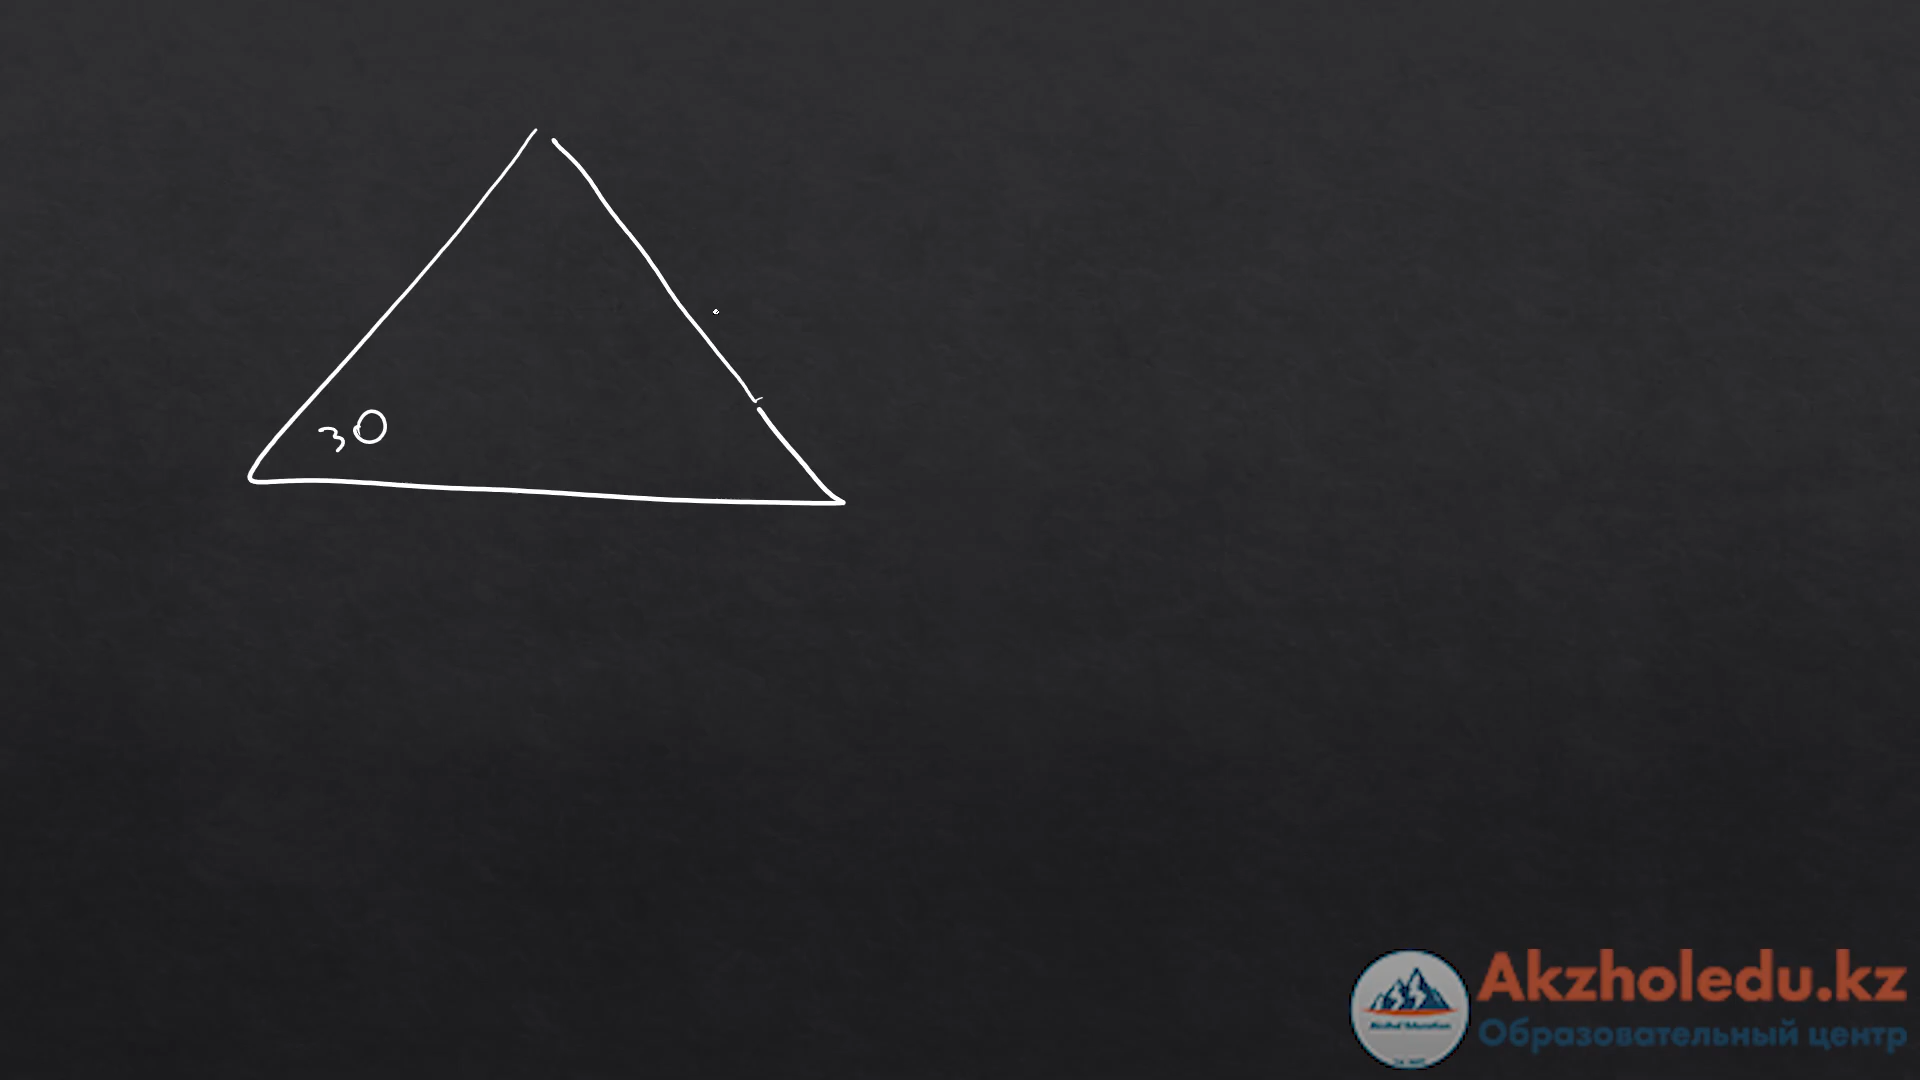 30
Akzholedu.kz
Образовательный центр